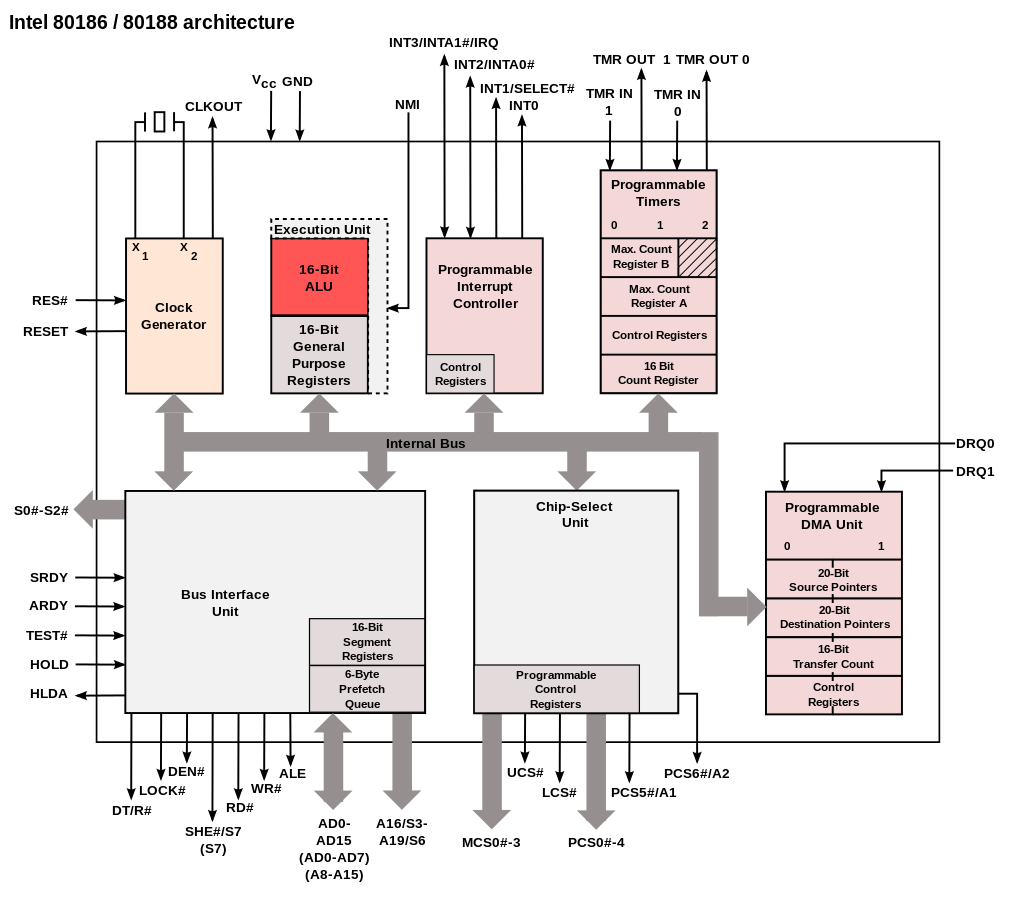 Intel 80186 / 80188 architecture
INT3/INTA1#/IRQ
INT2/INTA0#
INT1/SELECT#
INT0
TMR OUT 1 TMR OUT 0
TMR IN
1
TMR IN
0
Vcc GND
CLKOUT
NMI
X1
X2
Clock
Generator
RES#
RESET
Execution Unit
16-Bit
ALU
16-Bit
General
Purpose
Registers
Programmable
Interrupt
Controller
Control
Registers
Programmable
Timers
0 1 2
Max. Count
Register B
Max. Count
Register A
Control Registers
16 Bit
Count Register
Internal Bus
DRQ0
DRQ1
S0#-S2#
SRDY
ARDY
TEST#
HOLD
HLDA
Bus Interface
Unit
16-Bit
Segment
Registers
6-Byte
Prefetch
Queue
Chip-Select
Unit
Programmable
Control
Registers
Programmable
DMA Unit
0 1
20-Bit
Source Pointers
20-Bit
Destination Pointers
16-Bit
Transfer Count
Control
Registers
DT/R#
LOCK#
DEN#
SHE#/S7
(S7)
RD#
WR#
ALE
AD0-
AD15
(AD0-AD7)
(A8-A15)
A16/S3-
A19/S6
MCS0#-3
UCS#
LCS#
PCS0#-4
PCS5#/A1
PCS6#/A2